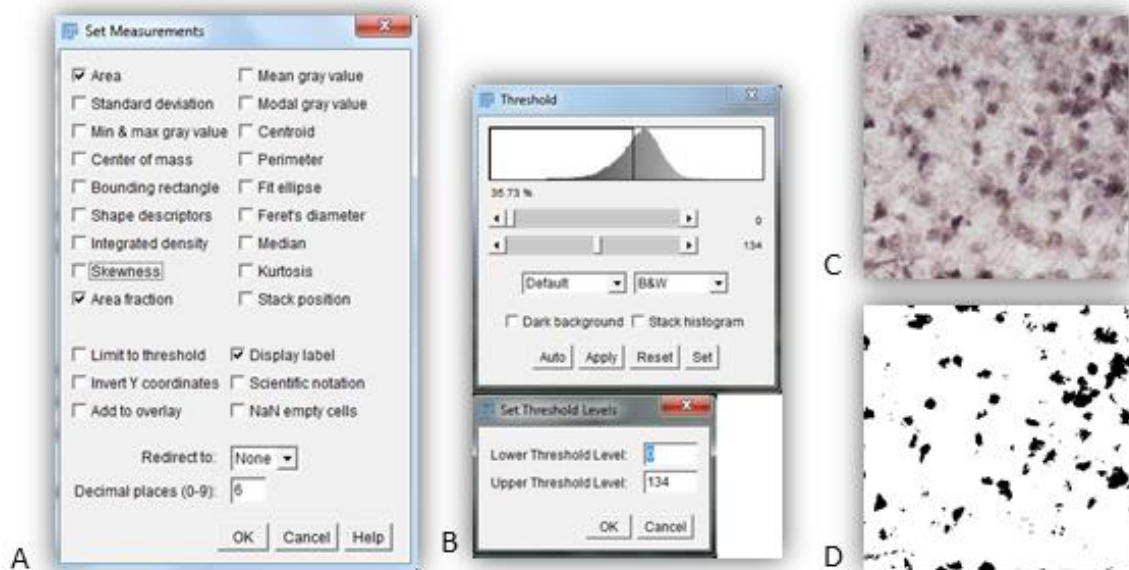 Set Measurements
Area
Mean gray value
Standard deviation
Modal gray value
Min & max gray value
Centroid
Center of mass
Perimeter
Bounding rectangle
Fit ellipse
Shape descriptors
Feret's diameter
Integrated density
Median
Skewness
Kurtosis
Area fraction
Stack position
Limit to threshold
Display label
Invert Y coordinates
Scientific notation
Add to overlay
NaN empty cells
Redirect to: None
Decimal places (0-9): 6
OK Cancel Help
A
Threshold
35.73 %
0
134
Default B&W
Dark background Stack histogram
Auto Apply Reset Set
Set Threshold Levels
Lower Threshold Level: 0
Upper Threshold Level: 134
OK Cancel
B
C
D